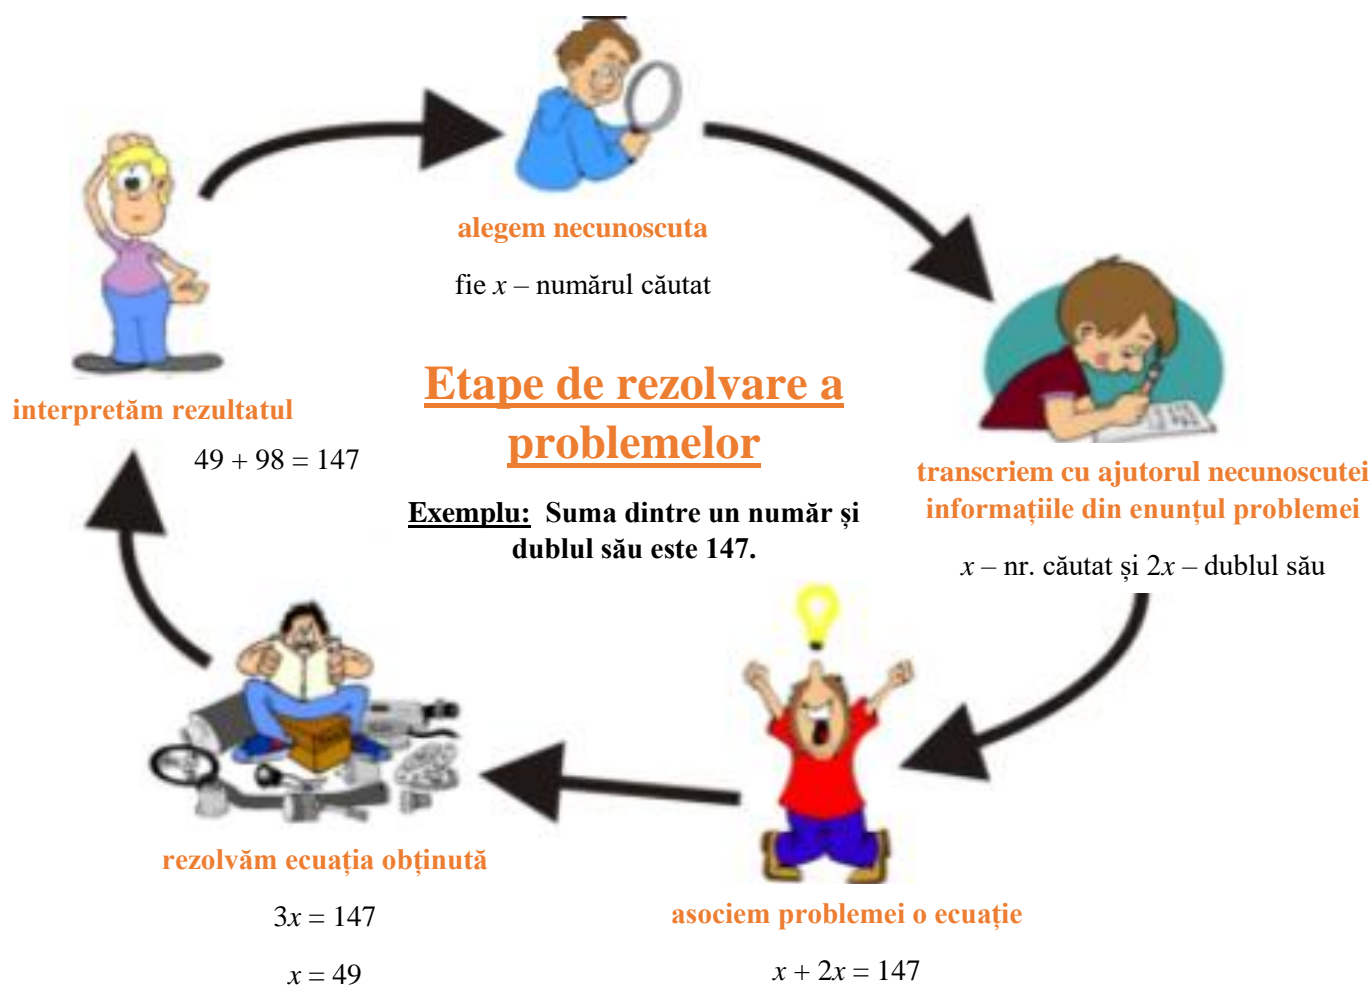 alegem necunoscuta
fie x – numărul căutat
Etape de rezolvare a
problemelor
Exemplu: Suma dintre un număr și
dublul său este 147.
transcriem cu ajutorul necunoscutei
informațiile din enunțul problemei
x – nr. căutat și 2x – dublul său
asociem problemei o ecuație
x + 2x = 147
rezolvăm ecuația obținută
3x = 147
x = 49
interpretăm rezultatul
49 + 98 = 147